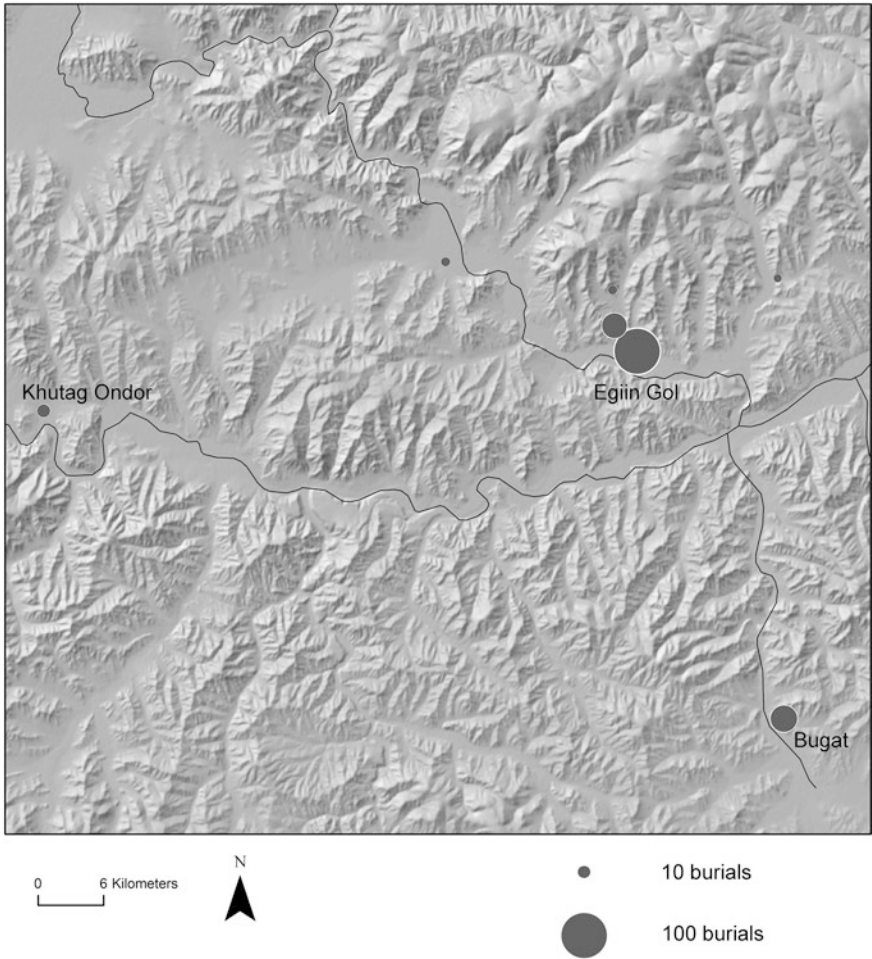 Khutag Ondor
Egiin Gol
Bugat
0 6 Kilometers
N
10 burials
100 burials